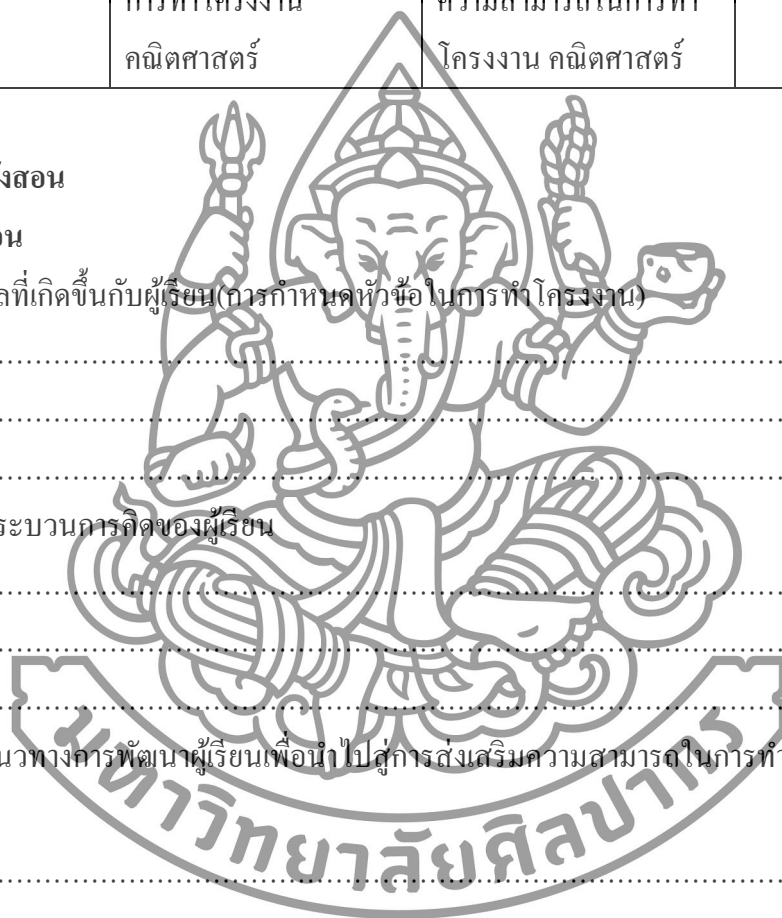 การทำโครงงาน ความสามารถในการทำ
คณิตศาสตร์ โครงงาน คณิตศาสตร์
ังสอน
อน
ลที่เกิดขึ้นกับผู้เรียน(การกำหนดหัวข้อในการทำโครงงาน)
ระบวนการคิดของผู้เรียน
นวทางการพัฒนาผู้เรียนเพื่อนำไปสู่การส่งเสริมความสามารถในการทำ
มหาวิทยาลัยศิลปากร